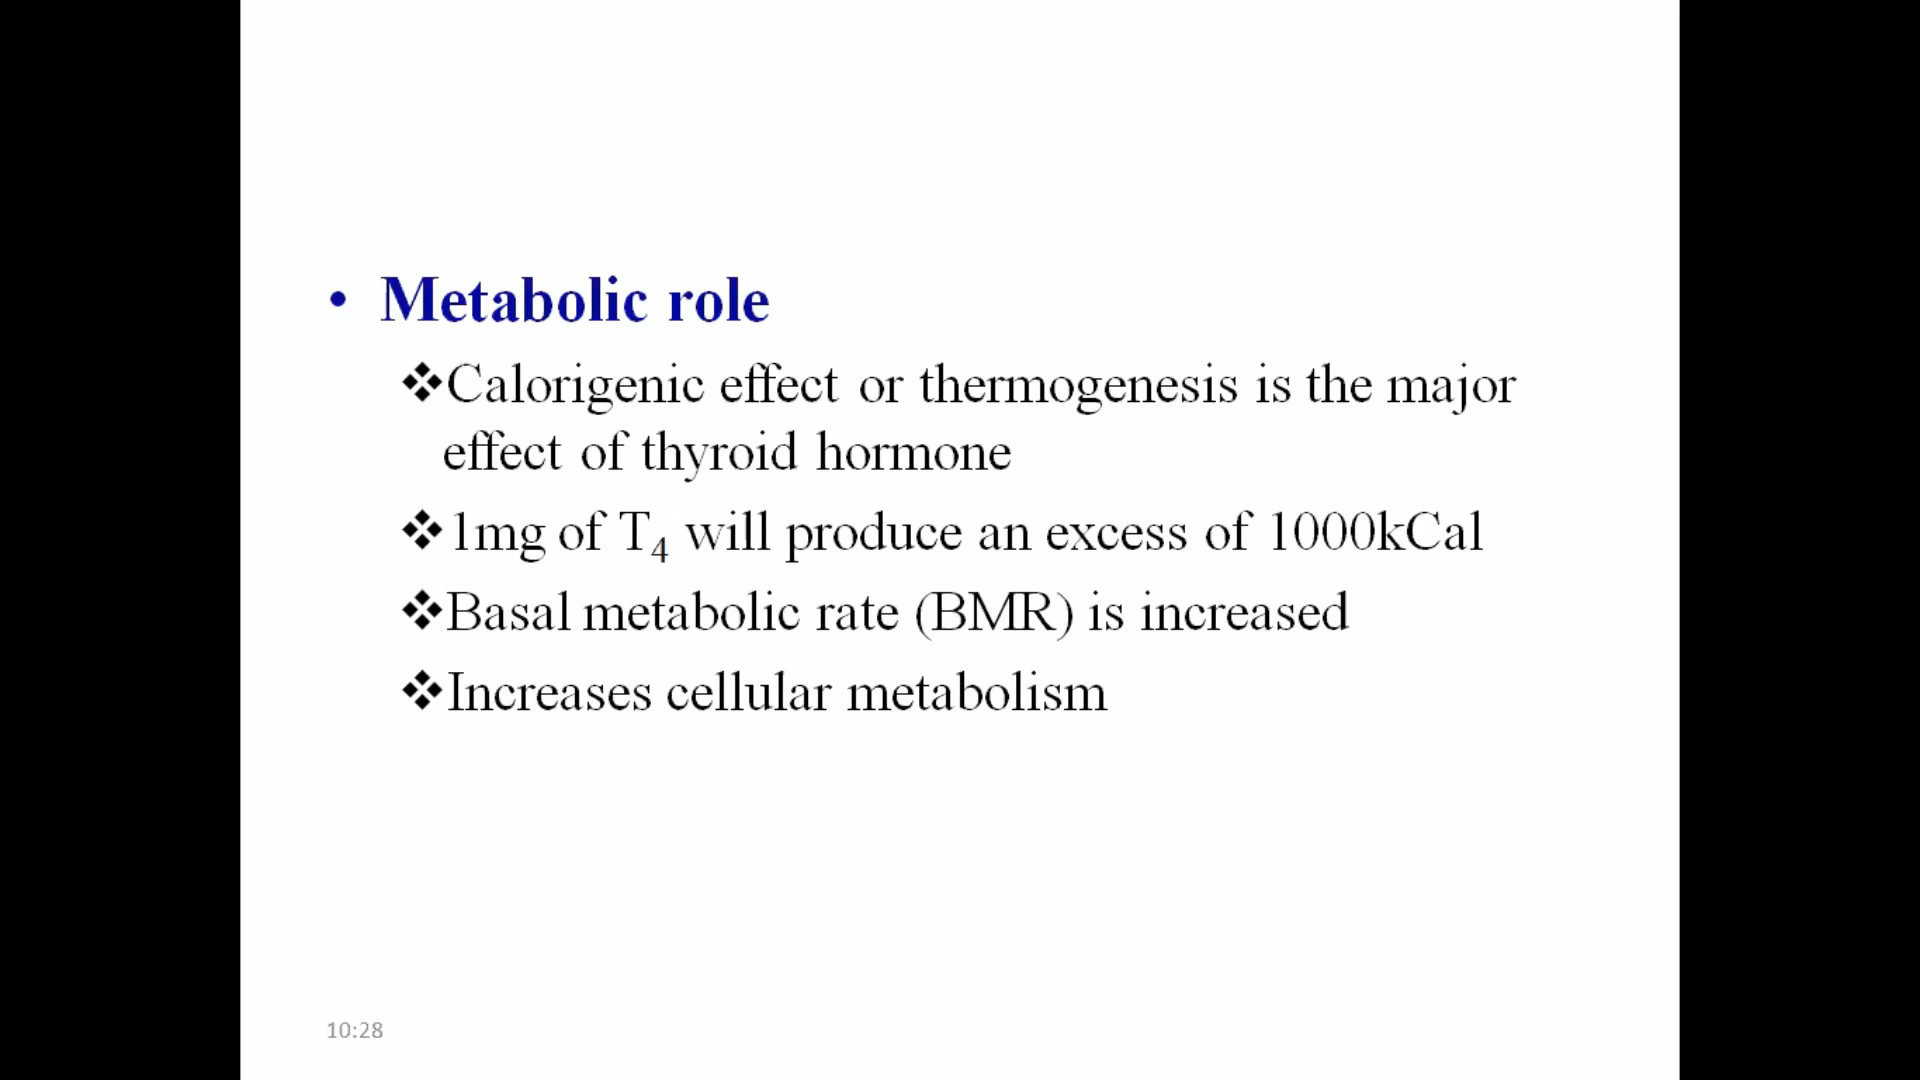 • Metabolic role
❖Calorigenic effect or thermogenesis is the major
effect of thyroid hormone
❖1mg of T₄ will produce an excess of 1000kCal
❖Basal metabolic rate (BMR) is increased
❖Increases cellular metabolism
10:28